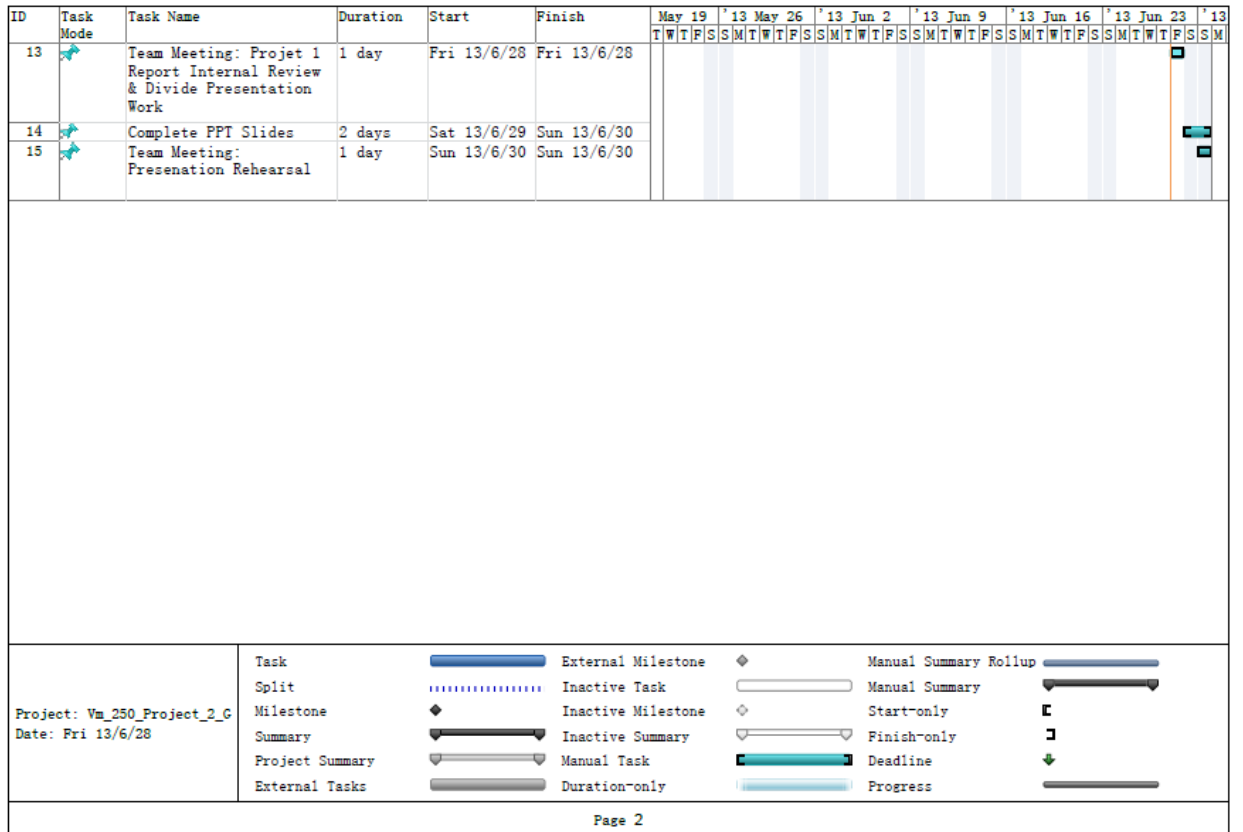 ID Task Mode Task Name Duration Start Finish May 19 '13 May 26 '13 Jun 2 '13 Jun 9 '13 Jun 16 '13 Jun 23 '13
T W T F S S M T W T F S S M T W T F S S M T W T F S S M T W T F S S M T W T F S S M
13 Team Meeting: Projet 1 1 day Fri 13/6/28 Fri 13/6/28
Report Internal Review
& Divide Presentation
Work
14 Complete PPT Slides 2 days Sat 13/6/29 Sun 13/6/30
15 Team Meeting: 1 day Sun 13/6/30 Sun 13/6/30
Presenation Rehearsal
Project: Vm_250_Project_2_G
Date: Fri 13/6/28
Task External Milestone Manual Summary Rollup
Split Inactive Task Manual Summary
Milestone Inactive Milestone Start-only
Summary Inactive Summary Finish-only
Project Summary Manual Task Deadline
External Tasks Duration-only Progress
Page 2